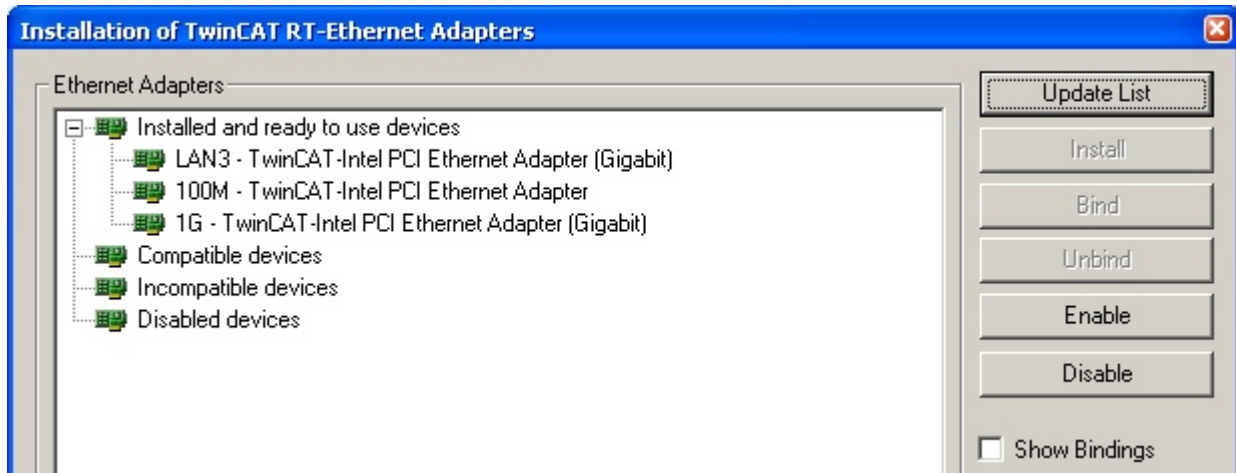 Installation of TwinCAT RT-Ethernet Adapters
Ethernet Adapters
Installed and ready to use devices
LAN3 - TwinCAT-Intel PCI Ethernet Adapter (Gigabit)
100M - TwinCAT-Intel PCI Ethernet Adapter
1G - TwinCAT-Intel PCI Ethernet Adapter (Gigabit)
Compatible devices
Incompatible devices
Disabled devices
Update List
Install
Bind
Unbind
Enable
Disable
Show Bindings